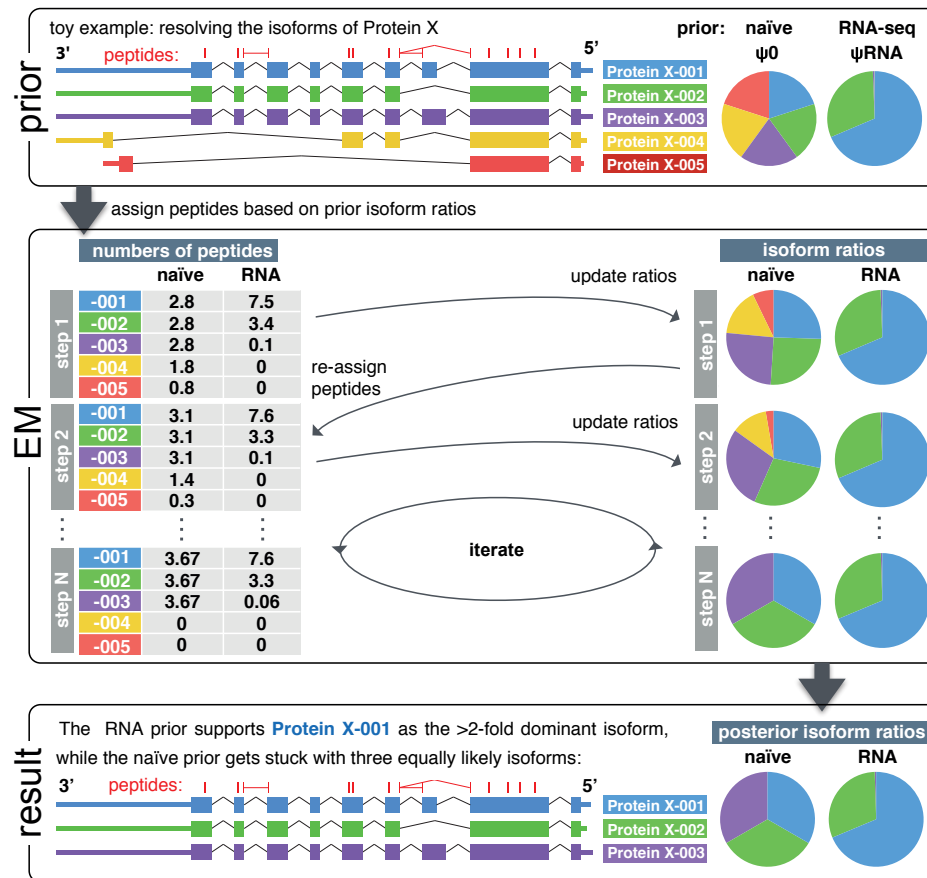 toy example: resolving the isoforms of Protein X
prior: naïve RNA-seq
ψ0 ψRNA
3' peptides: 5'
Protein X-001
Protein X-002
Protein X-003
Protein X-004
Protein X-005
prior
assign peptides based on prior isoform ratios
EM
numbers of peptides
naïve RNA
step 1
-001 2.8 7.5
-002 2.8 3.4
-003 2.8 0.1
-004 1.8 0
-005 0.8 0
step 2
-001 3.1 7.6
-002 3.1 3.3
-003 3.1 0.1
-004 1.4 0
-005 0.3 0
step N
-001 3.67 7.6
-002 3.67 3.3
-003 3.67 0.06
-004 0 0
-005 0 0
update ratios
re-assign
peptides
update ratios
iterate
isoform ratios
naïve RNA
step 1
step 2
step N
result
The RNA prior supports Protein X-001 as the >2-fold dominant isoform,
while the naïve prior gets stuck with three equally likely isoforms:
3' peptides: 5'
Protein X-001
Protein X-002
Protein X-003
posterior isoform ratios
naïve RNA